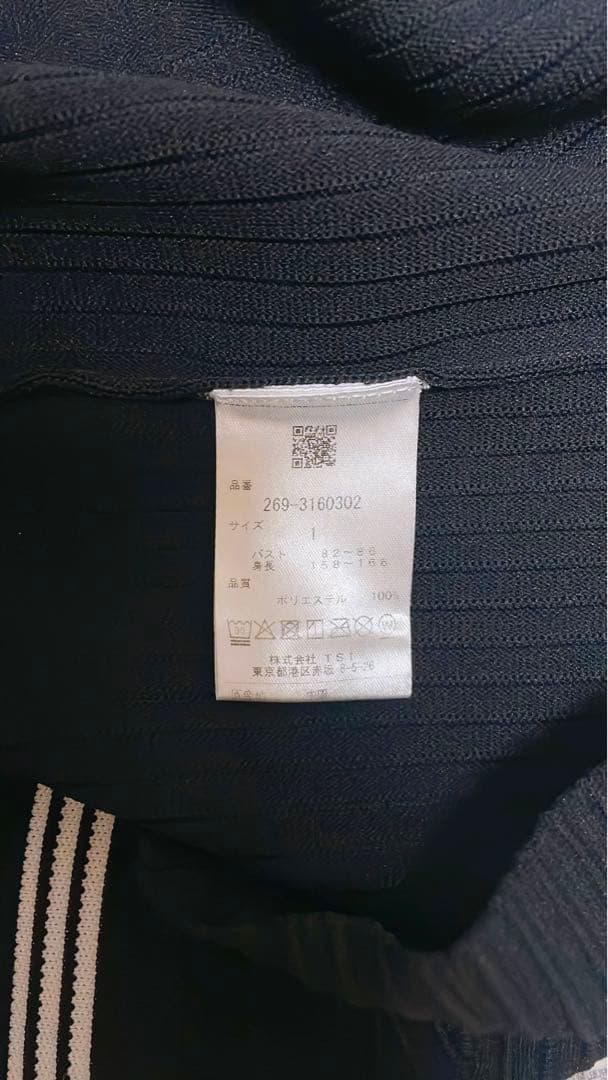 品番
269-3160302
サイズ
1
バスト 82～86
身長 158～166
品質
ポリエステル 100%
株式会社 TSI
東京都港区赤坂 8-5-26